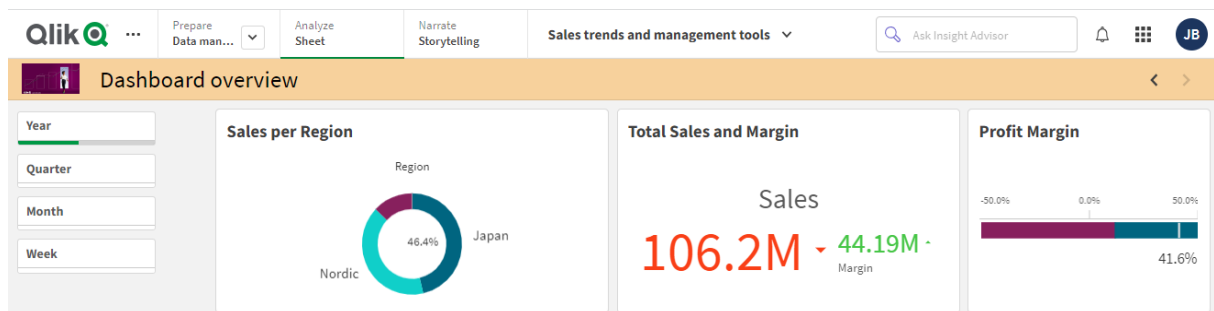 Qlik
Prepare
Data man...
Analyze
Sheet
Narrate
Storytelling
Sales trends and management tools
Ask Insight Advisor
JB
Dashboard overview
Year
Quarter
Month
Week
Sales per Region
Region
46.4%
Japan
Nordic
Total Sales and Margin
Sales
106.2M
44.19M
Margin
Profit Margin
-50.0% 0.0% 50.0%
41.6%